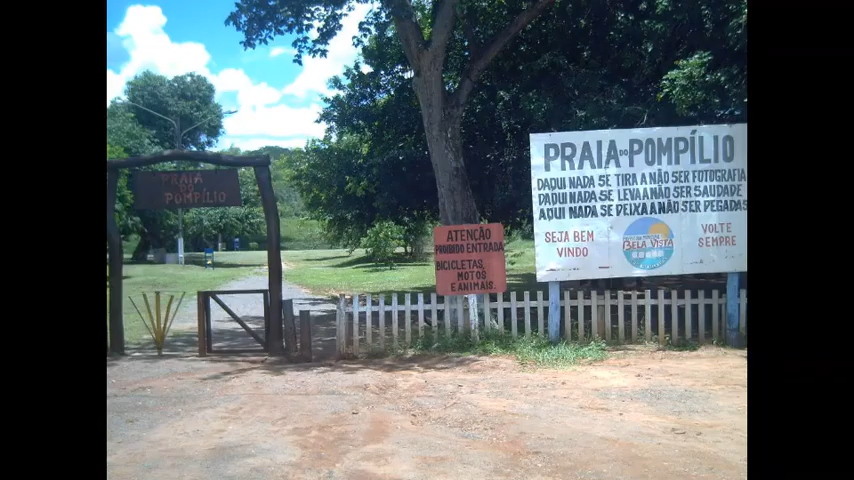 PRAIA
DO
POMPÍLIO
ATENÇÃO
PROIBIDO ENTRADA
BICICLETAS,
MOTOS
E ANIMAIS.
PRAIA DO POMPÍLIO
DAQUI NADA SE TIRA A NÃO SER FOTOGRAFIA
DAQUI NADA SE LEVA A NÃO SER SAUDADE
AQUI NADA SE DEIXA A NÃO SER PEGADAS
SEJA BEM
VINDO
BELA VISTA
VOLTE
SEMPRE